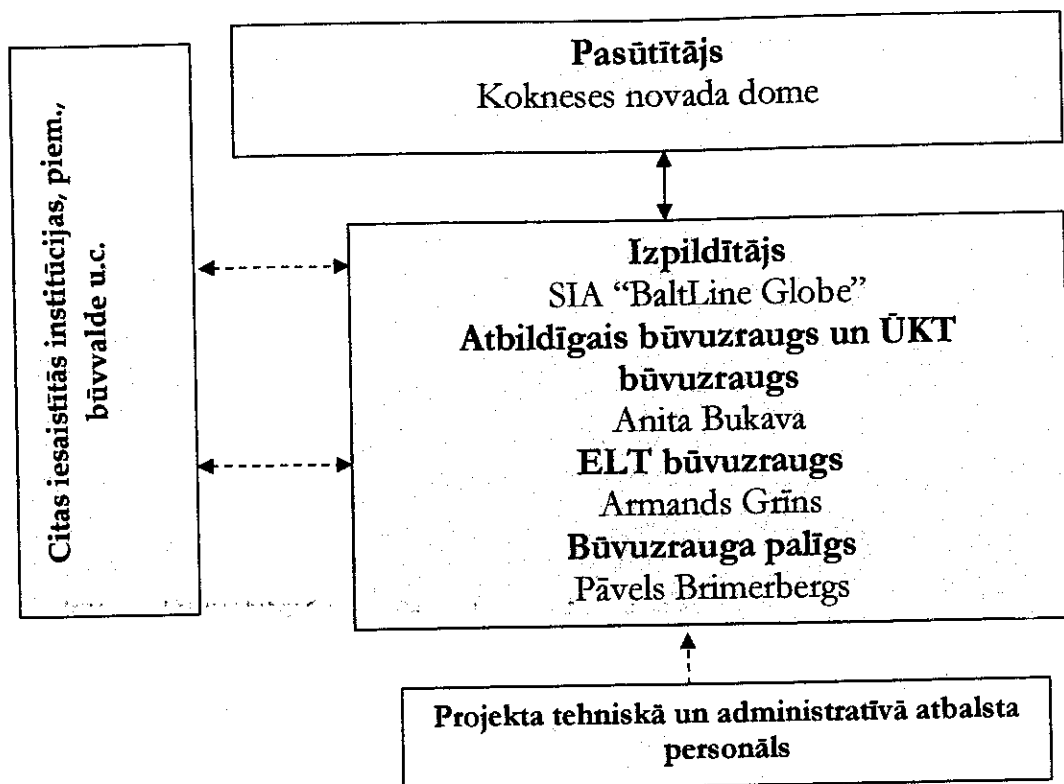 Pasūtītājs
Kokneses novada dome
Citas iesaistītās institūcijas, piem.,
būvvalde u.c.
Izpildītājs
SIA “BaltLine Globe”
Atbildīgais būvuzraugs un ŪKT
būvuzraugs
Anita Bukava
ELT būvuzraugs
Armands Grīns
Būvuzrauga palīgs
Pāvels Brimerbergs
Projekta tehniskā un administratīvā atbalsta
personāls